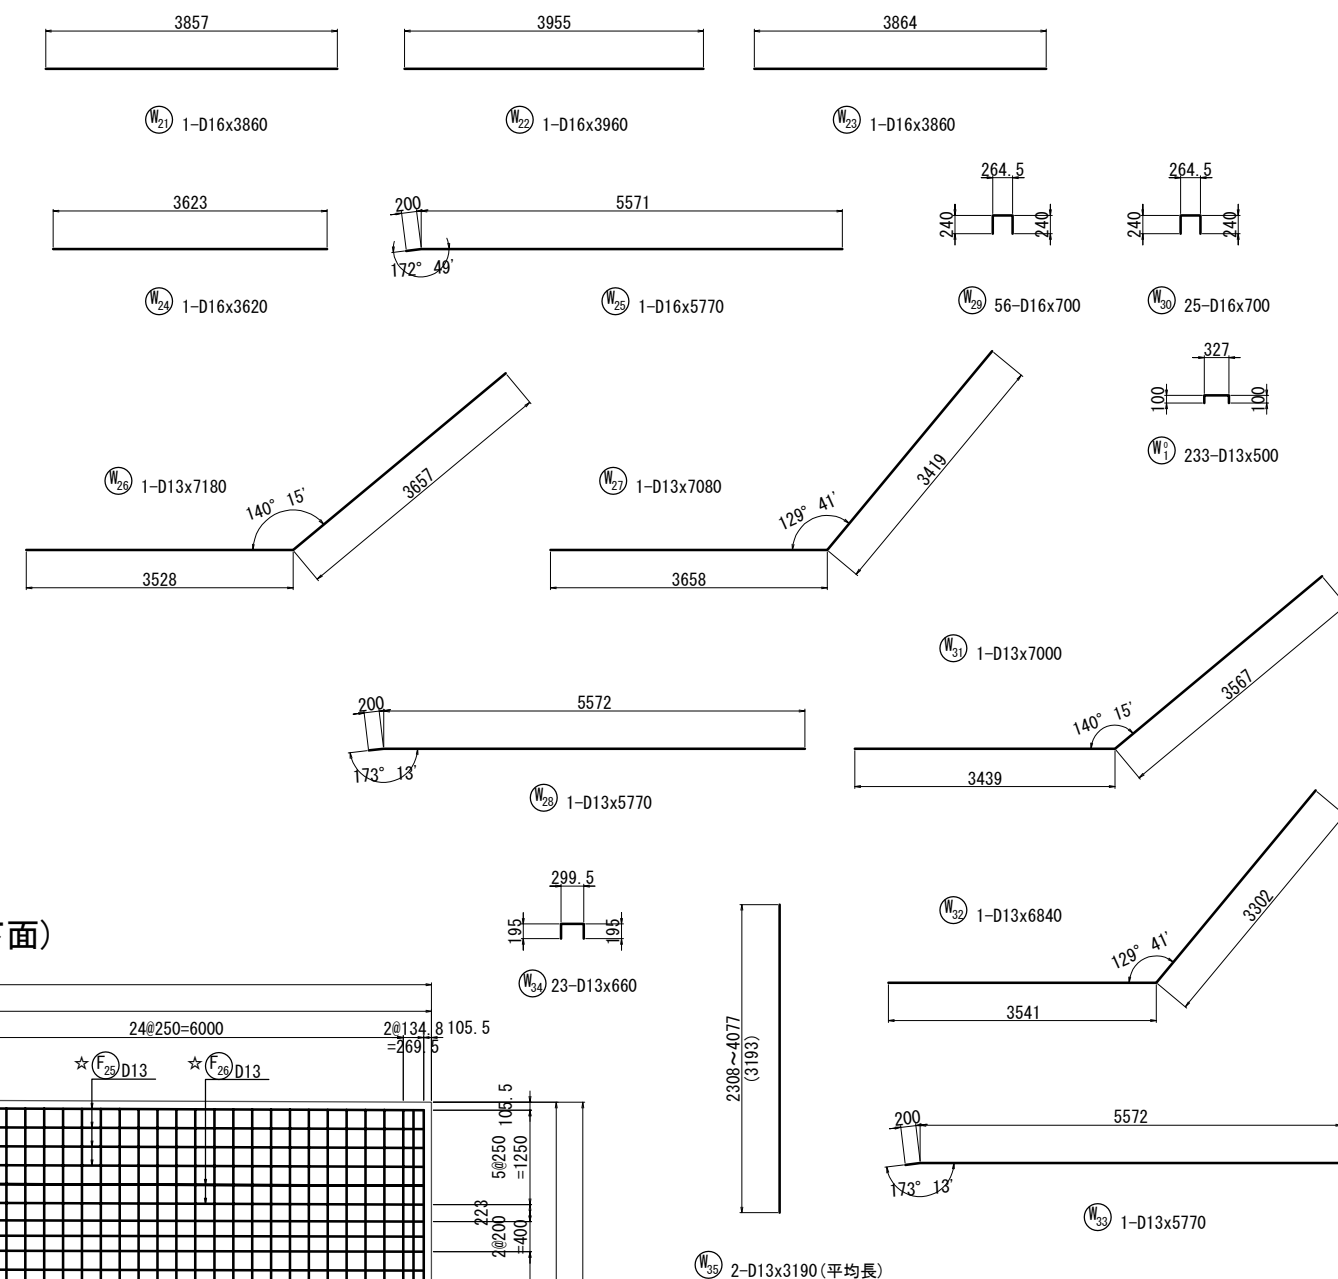 3857
3955
3864
W21 1-D16x3860
W22 1-D16x3960
W23 1-D16x3860
3623
200
5571
172° 49'
264.5
240
240
264.5
240
240
W24 1-D16x3620
W25 1-D16x5770
W29 56-D16x700
W30 25-D16x700
327
100
100
W0 1 233-D13x500
W26 1-D13x7180
140° 15'
3657
3528
W27 1-D13x7080
129° 41'
3419
3658
W31 1-D13x7000
140° 15'
3567
3439
200
5572
173° 13'
W28 1-D13x5770
W32 1-D13x6840
129° 41'
3302
3541
299.5
195
195
W34 23-D13x660
下面)
24@250=6000
2@134.8
=269.5
105.5
☆F25 D13
☆F26 D13
105.5
5@250
=1250
223
2@200
=400
2308～4077
(3193)
W35 2-D13x3190(平均長)
200
5572
173° 13'
W33 1-D13x5770